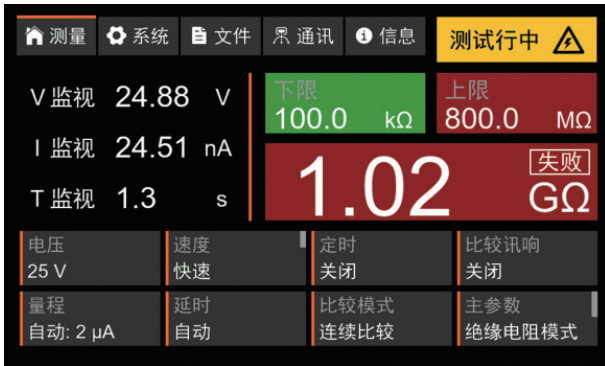 测量 系统 文件 通讯 信息 测试行中
V 监视 24.88 V
I 监视 24.51 nA
T 监视 1.3 s
下限
100.0 kΩ
上限
800.0 MΩ
1.02 失败
GΩ
电压
25 V
速度
快速
定时
关闭
比较讯响
关闭
量程
自动: 2 µA
延时
自动
比较模式
连续比较
主参数
绝缘电阻模式